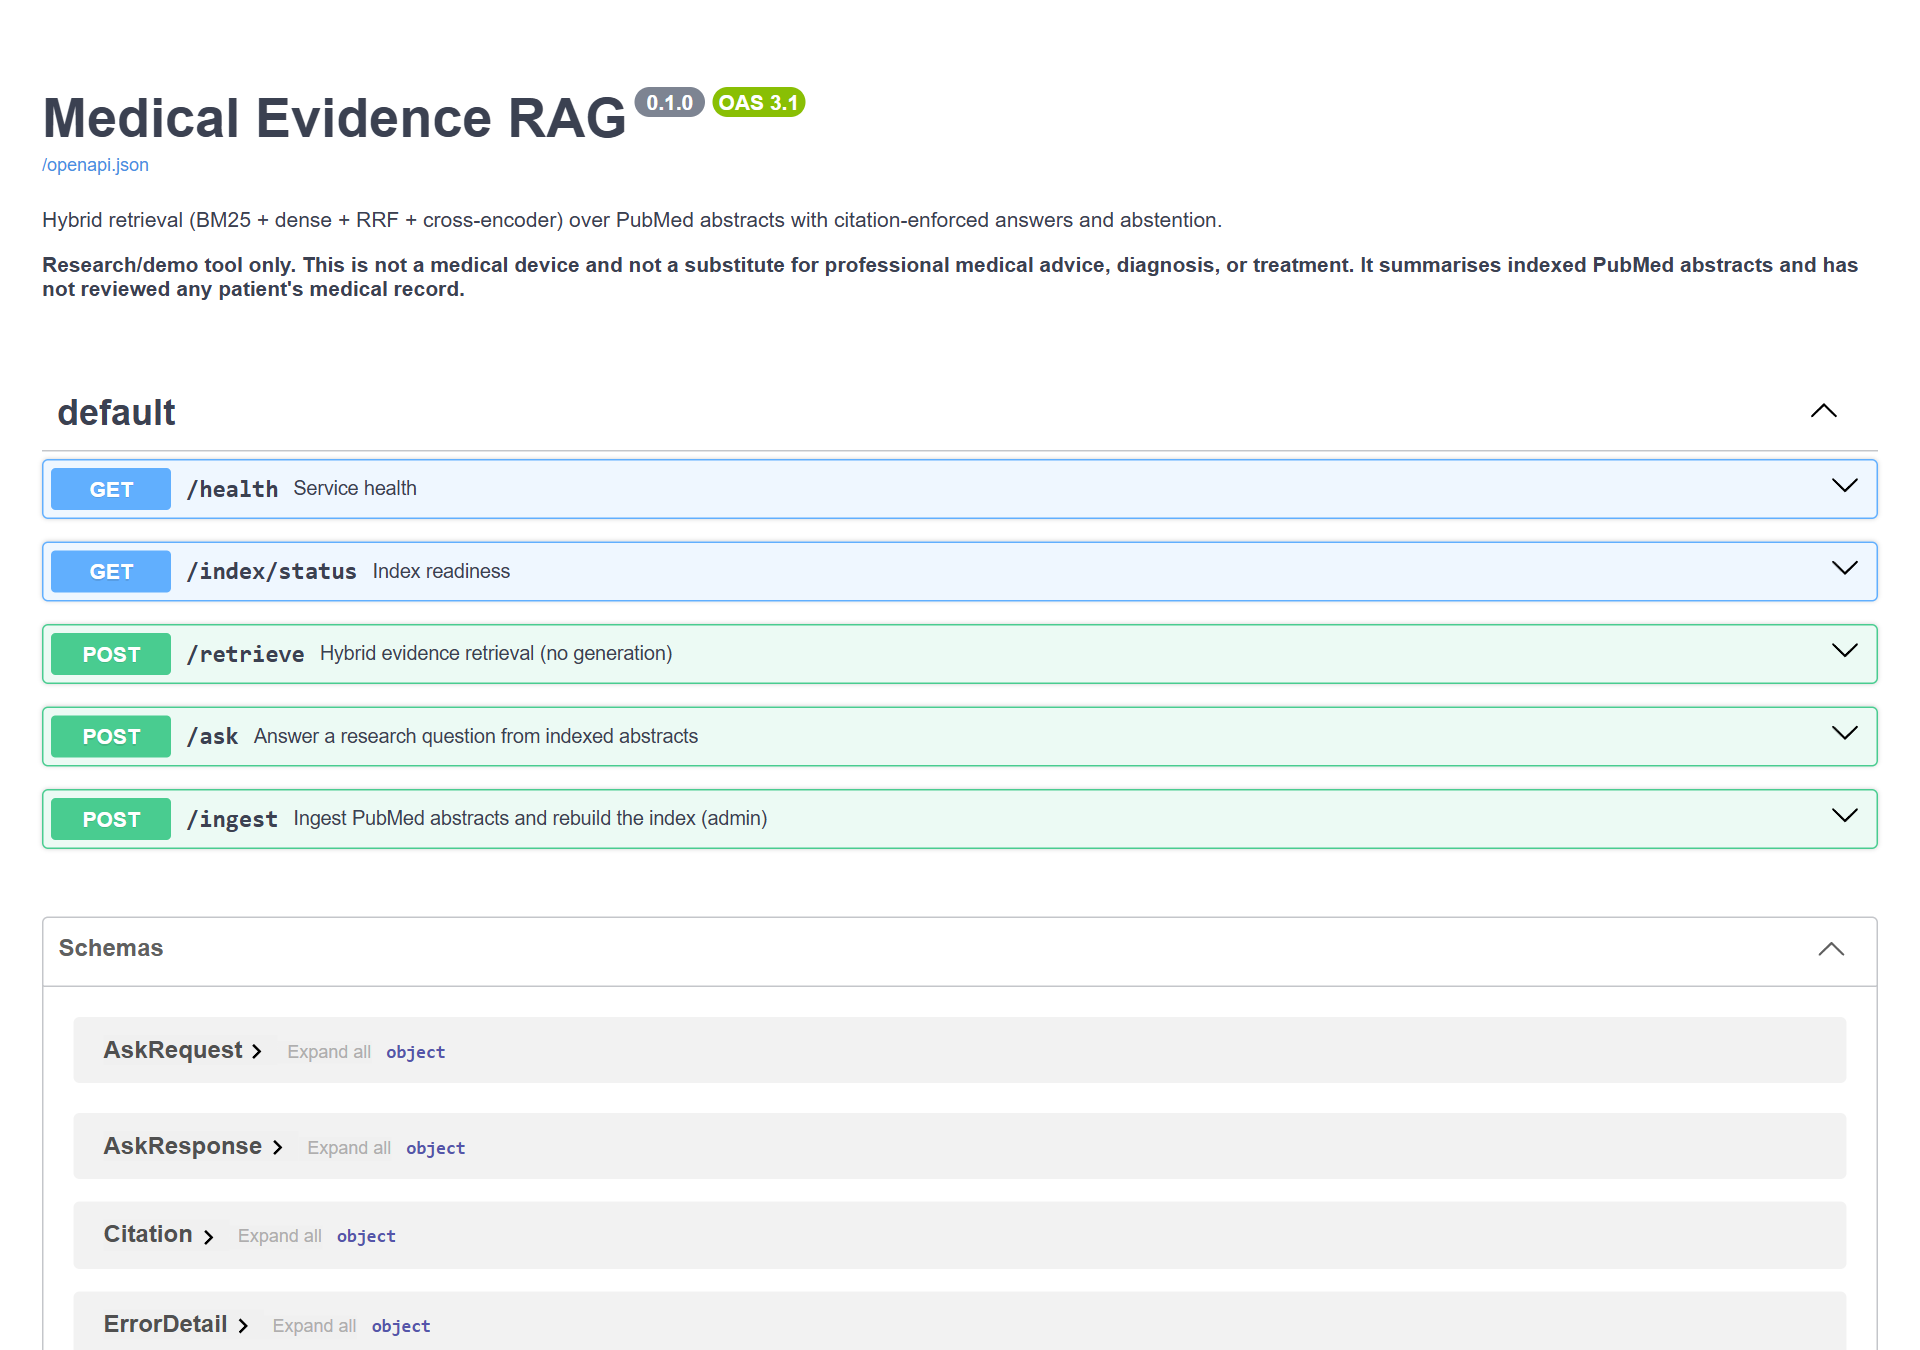 Medical Evidence RAG 0.1.0 OAS 3.1
/openapi.json
Hybrid retrieval (BM25 + dense + RRF + cross-encoder) over PubMed abstracts with citation-enforced answers and abstention.
Research/demo tool only. This is not a medical device and not a substitute for professional medical advice, diagnosis, or treatment. It summarises indexed PubMed abstracts and has
not reviewed any patient's medical record.
default
GET /health Service health
GET /index/status Index readiness
POST /retrieve Hybrid evidence retrieval (no generation)
POST /ask Answer a research question from indexed abstracts
POST /ingest Ingest PubMed abstracts and rebuild the index (admin)
Schemas
AskRequest Expand all object
AskResponse Expand all object
Citation Expand all object
ErrorDetail Expand all object